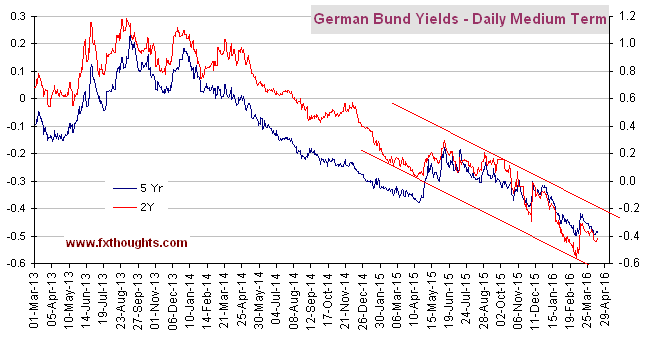 German Bund Yields - Daily Medium Term
0.3
0.2
0.1
0
-0.1
-0.2
-0.3
-0.4
-0.5
-0.6
1.2
1.0
0.8
0.6
0.4
0.2
0.0
-0.2
-0.4
-0.6
5 Yr
2Y
www.fxthoughts.com
01-Mar-13
05-Apr-13
10-May-13
14-Jun-13
19-Jul-13
23-Aug-13
27-Sep-13
01-Nov-13
06-Dec-13
10-Jan-14
14-Feb-14
21-Mar-14
25-Apr-14
30-May-14
04-Jul-14
08-Aug-14
12-Sep-14
17-Oct-14
21-Nov-14
26-Dec-14
30-Jan-15
06-Mar-15
10-Apr-15
15-May-15
19-Jun-15
24-Jul-15
28-Aug-15
02-Oct-15
06-Nov-15
11-Dec-15
15-Jan-16
19-Feb-16
25-Mar-16
29-Apr-16